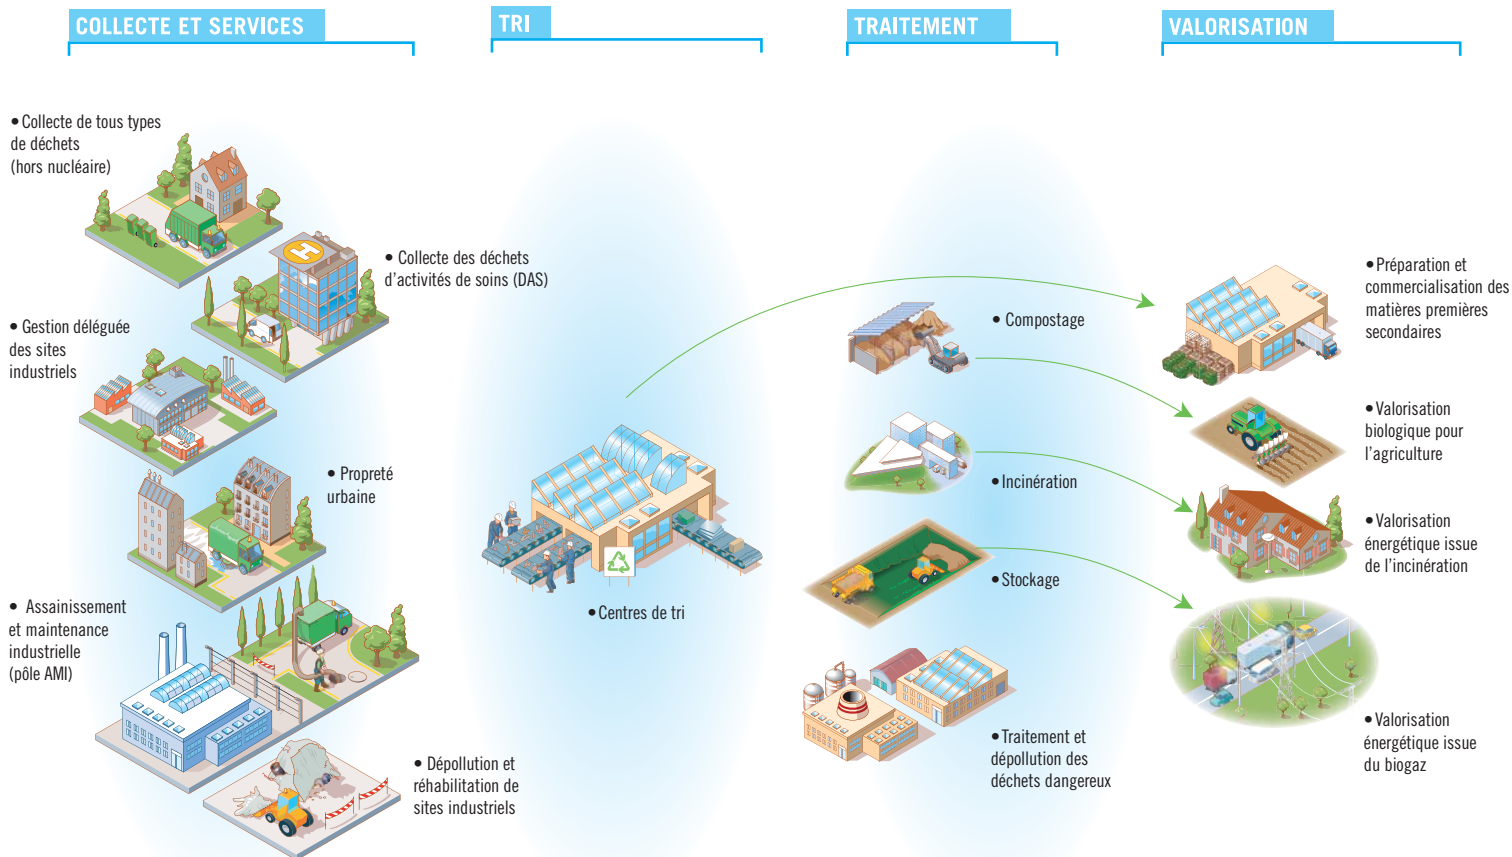 COLLECTE ET SERVICES
TRI
TRAITEMENT
VALORISATION
• Collecte de tous types
de déchets
(hors nucléaire)
H
• Collecte des déchets
d'activités de soins (DAS)
• Gestion déléguée
des sites
industriels
• Propreté
urbaine
• Assainissement
et maintenance
industrielle
(pôle AMI)
• Dépollution et
réhabilitation de
sites industriels
• Centres de tri
• Compostage
• Incinération
• Stockage
• Traitement et
dépollution des
déchets dangereux
• Préparation et
commercialisation des
matières premières
secondaires
• Valorisation
biologique pour
l'agriculture
• Valorisation
énergétique issue
de l'incinération
• Valorisation
énergétique issue
du biogaz